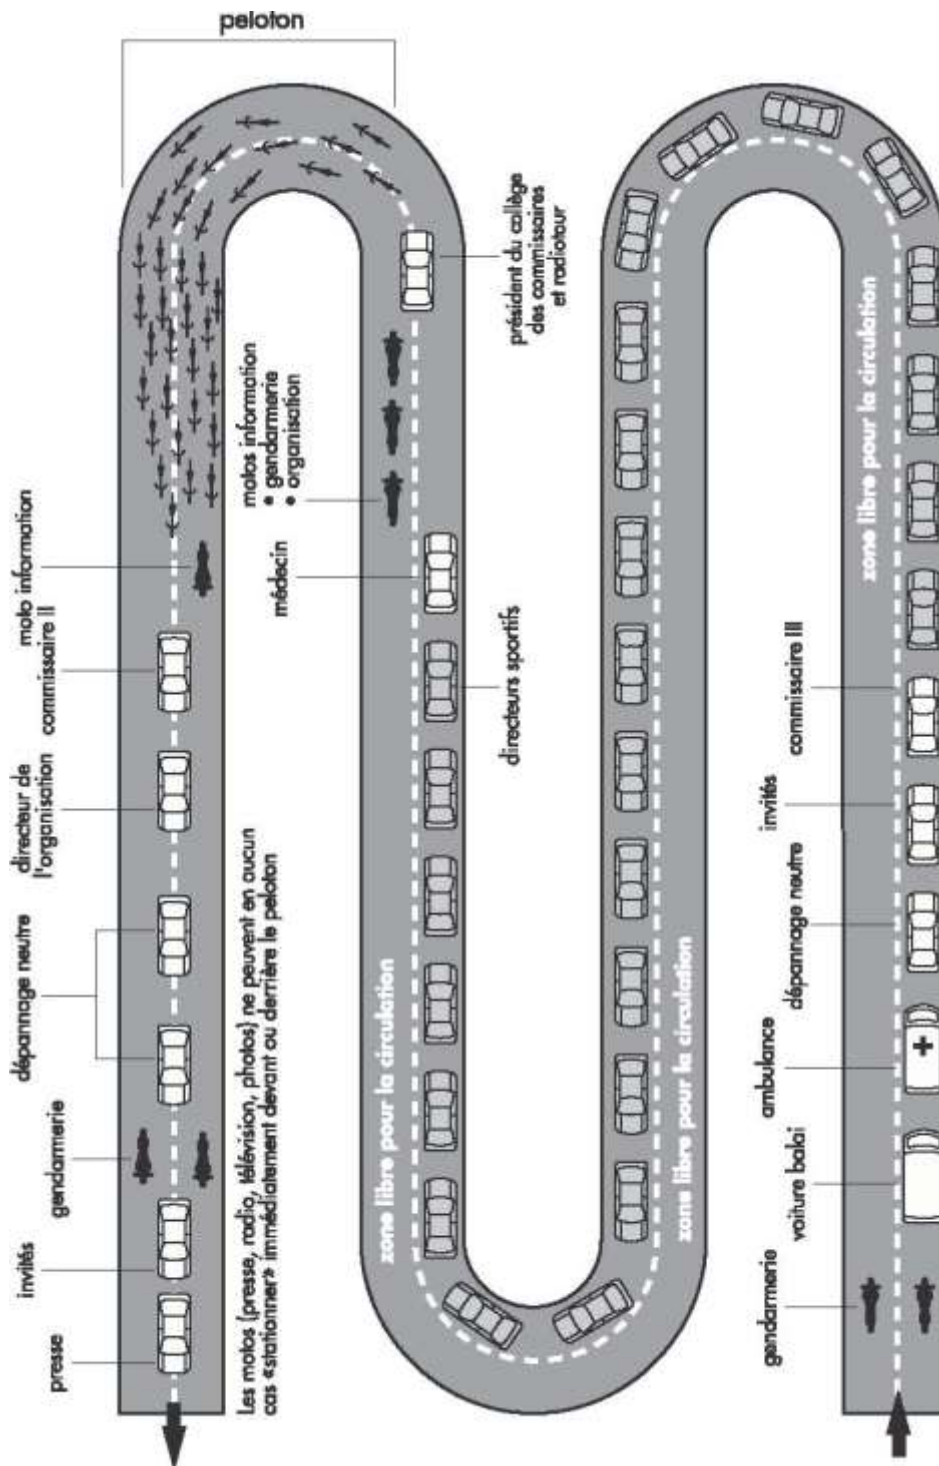 peloton
presse
invités
gendarmerie
dépannage neutre
directeur de
l'organisation
commissaire II
moto information
Les motos (presse, radio, télévision, photos) ne peuvent en aucun
cas «stationner» immédiatement devant ou derrière le peloton
motos information
• gendarmerie
• organisation
médecin
président du collège
des commissaires
et radiotour
directeurs sportifs
zone libre pour la circulation
zone libre pour la circulation
zone libre pour la circulation
commissaire III
invités
dépannage neutre
ambulance
voiture balai
gendarmerie